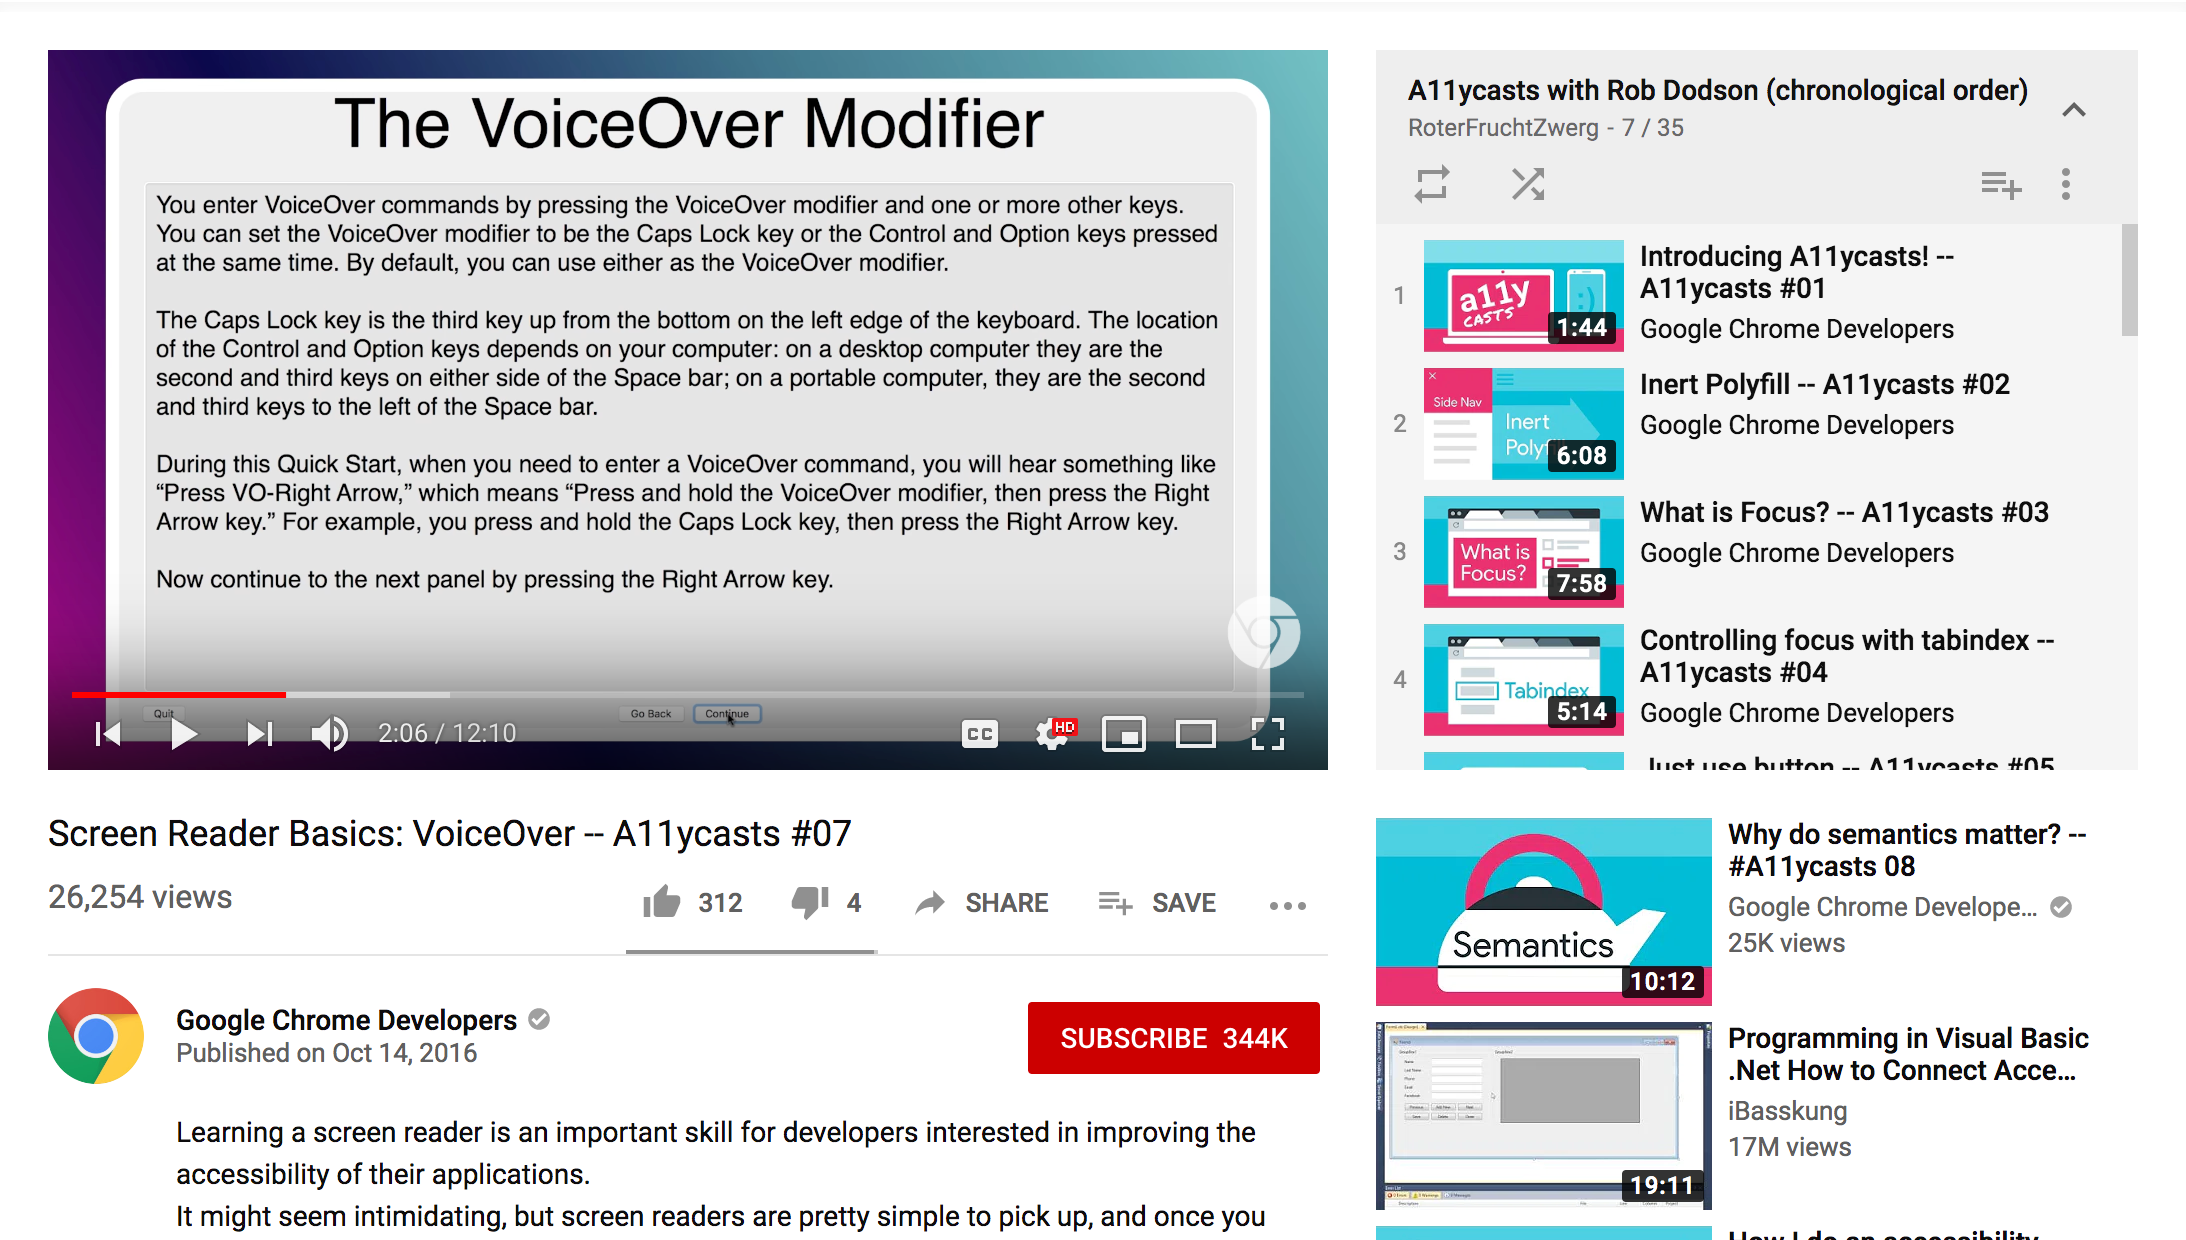 The VoiceOver Modifier
You enter VoiceOver commands by pressing the VoiceOver modifier and one or more other keys.
You can set the VoiceOver modifier to be the Caps Lock key or the Control and Option keys pressed
at the same time. By default, you can use either as the VoiceOver modifier.
The Caps Lock key is the third key up from the bottom on the left edge of the keyboard. The location
of the Control and Option keys depends on your computer: on a desktop computer they are the
second and third keys on either side of the Space bar; on a portable computer, they are the second
and third keys to the left of the Space bar.
During this Quick Start, when you need to enter a VoiceOver command, you will hear something like
“Press VO-Right Arrow,” which means “Press and hold the VoiceOver modifier, then press the Right
Arrow key.” For example, you press and hold the Caps Lock key, then press the Right Arrow key.
Now continue to the next panel by pressing the Right Arrow key.
Quit
Go Back
Continue
2:06 / 12:10
CC
HD
Screen Reader Basics: VoiceOver -- A11ycasts #07
26,254 views
312
4
SHARE
SAVE
Google Chrome Developers
Published on Oct 14, 2016
SUBSCRIBE 344K
Learning a screen reader is an important skill for developers interested in improving the
accessibility of their applications.
It might seem intimidating, but screen readers are pretty simple to pick up, and once you
A11ycasts with Rob Dodson (chronological order)
RoterFruchtZwerg - 7 / 35
1
a11y
CASTS
:)
1:44
Introducing A11ycasts! --
A11ycasts #01
Google Chrome Developers
2
Side Nav
Inert
6:08
Inert Polyfill -- A11ycasts #02
Google Chrome Developers
3
What is
Focus?
7:58
What is Focus? -- A11ycasts #03
Google Chrome Developers
4
Tabindex
5:14
Controlling focus with tabindex --
A11ycasts #04
Google Chrome Developers
Just use button -- A11ycasts #05
Semantics
10:12
Why do semantics matter? --
#A11ycasts 08
Google Chrome Develope...
25K views
19:11
Programming in Visual Basic
.Net How to Connect Acce...
iBasskung
17M views
How I do an accessibility